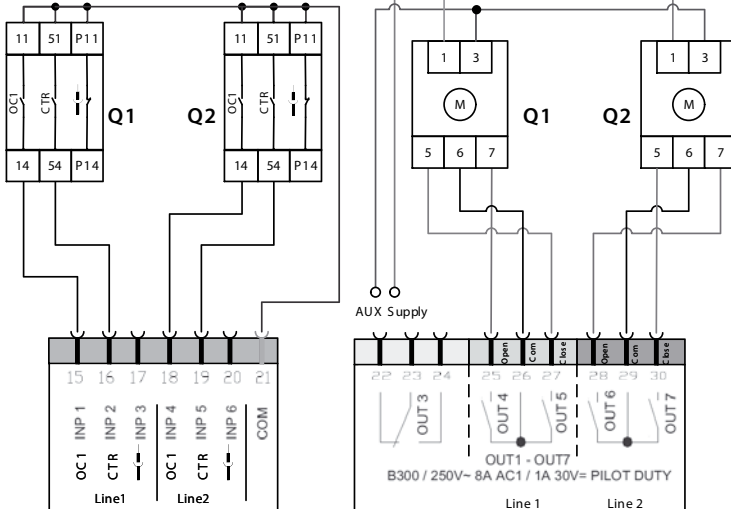 11 51 P11
11 51 P11
1 3
1 3
OC1 CTR
OC1 CTR
M
M
Q1
Q2
Q1
Q2
14 54 P14
14 54 P14
5 6 7
5 6 7
AUX Supply
Open Com Close
Open Com Close
15 16 17 18 19 20 21
22 23 24 25 26 27 28 29 30
INP 1 INP 2 INP 3 INP 4 INP 5 INP 6 COM
OUT 3 OUT 4 OUT 5 OUT 6 OUT 7
OC1 CTR OC1 CTR
OUT1 - OUT7
B300 / 250V~ 8A AC1 / 1A 30V= PILOT DUTY
Line1 Line2
Line 1 Line 2